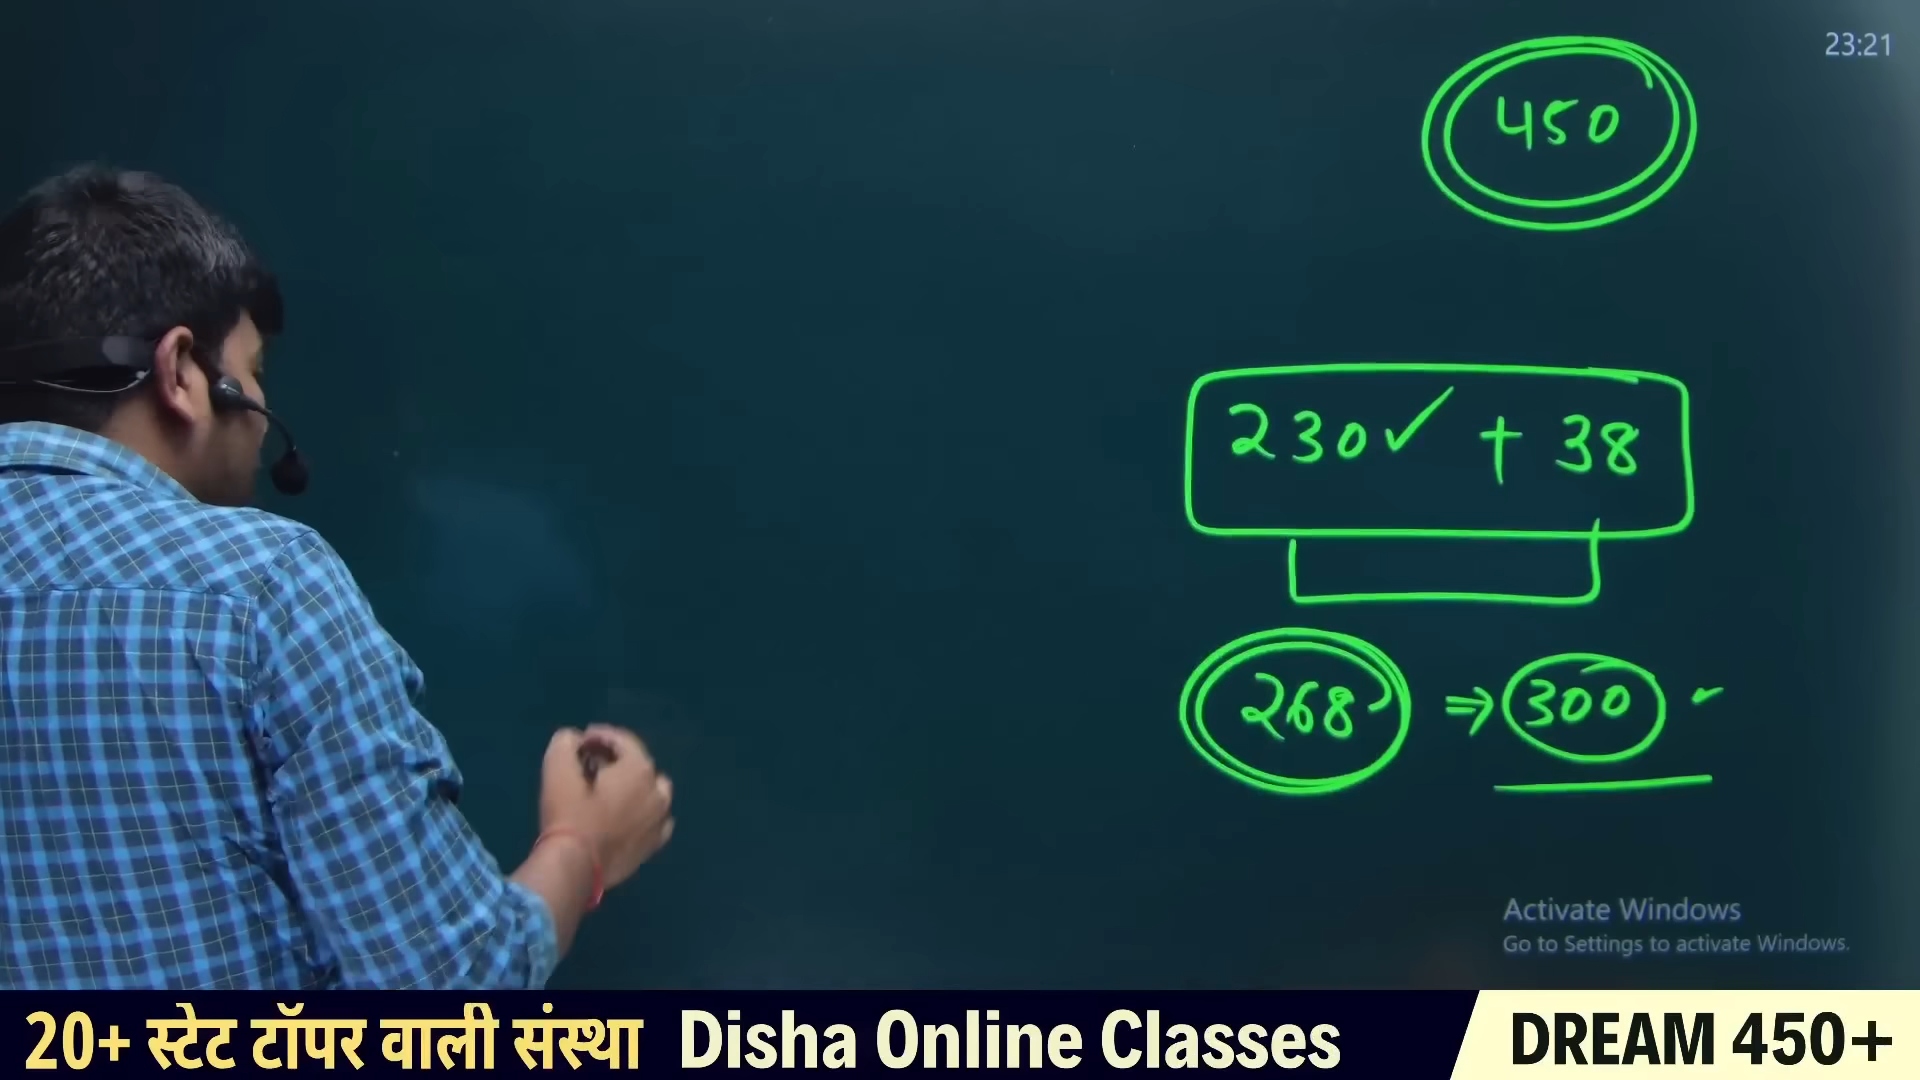 23:21
450
230✓ + 38
268 ⇒ 300 ✓
Activate Windows
Go to Settings to activate Windows.
20+ स्टेट टॉपर वाली संस्था Disha Online Classes DREAM 450+